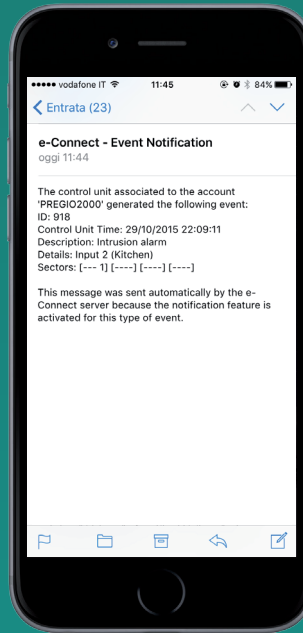 vodafone IT 11:45 84%
Entrata (23)
e-Connect - Event Notification
oggi 11:44
The control unit associated to the account
'PREGIO2000' generated the following event:
ID: 918
Control Unit Time: 29/10/2015 22:09:11
Description: Intrusion alarm
Details: Input 2 (Kitchen)
Sectors: [--- 1] [----] [----] [----]
This message was sent automatically by the e-
Connect server because the notification feature is
activated for this type of event.